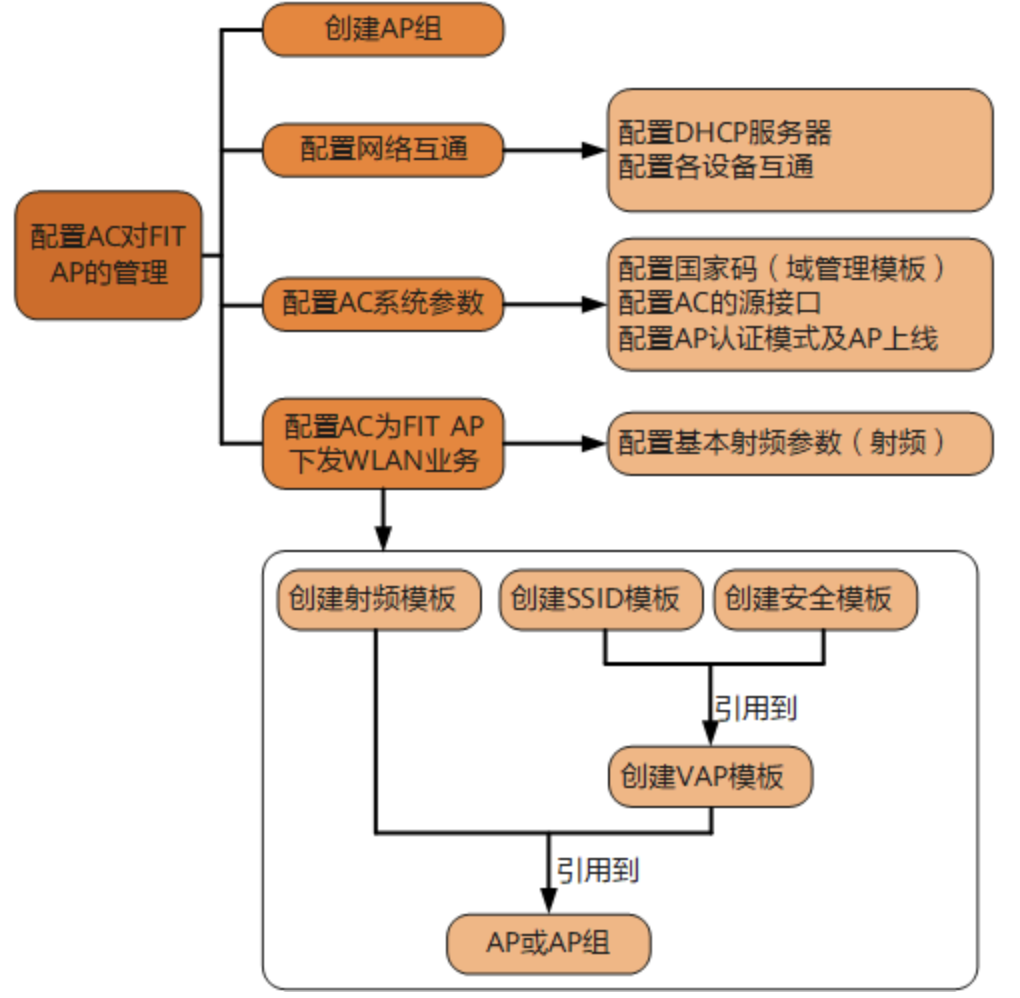 创建AP组
配置网络互通
配置DHCP服务器
配置各设备互通
配置AC对FIT
AP的管理
配置AC系统参数
配置国家码（域管理模板）
配置AC的源接口
配置AP认证模式及AP上线
配置AC为FIT AP
下发WLAN业务
配置基本射频参数（射频）
创建射频模板
创建SSID模板
创建安全模板
引用到
创建VAP模板
引用到
AP或AP组